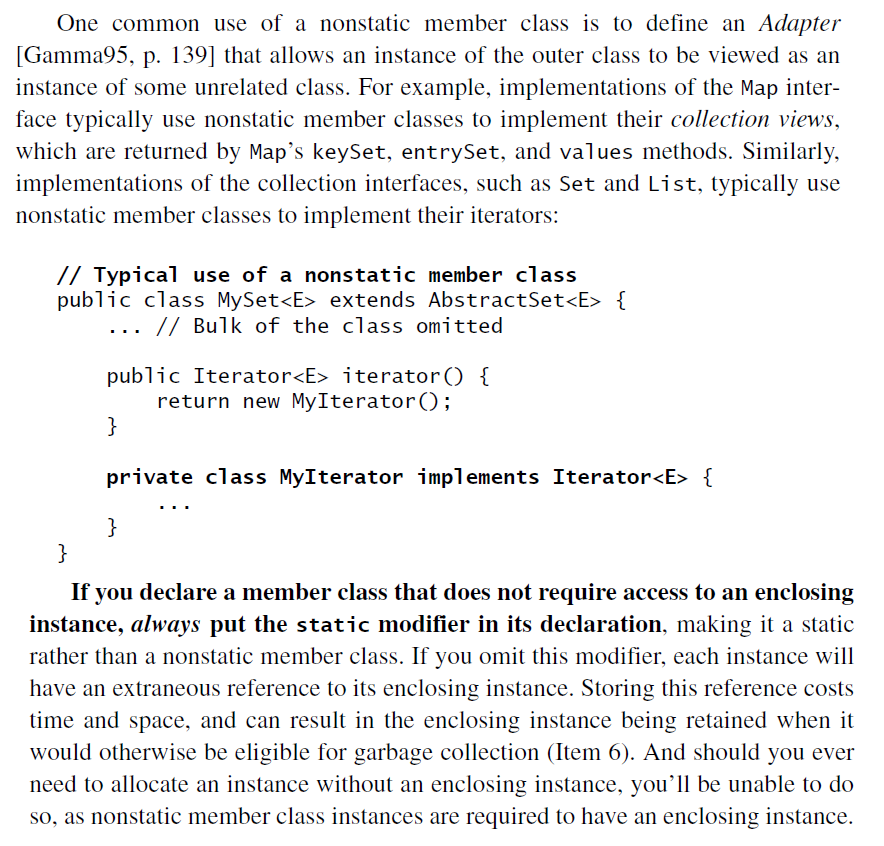 One common use of a nonstatic member class is to define an Adapter
[Gamma95, p. 139] that allows an instance of the outer class to be viewed as an
instance of some unrelated class. For example, implementations of the Map inter-
face typically use nonstatic member classes to implement their collection views,
which are returned by Map's keySet, entrySet, and values methods. Similarly,
implementations of the collection interfaces, such as Set and List, typically use
nonstatic member classes to implement their iterators:
// Typical use of a nonstatic member class
public class MySet<E> extends AbstractSet<E> {
... // Bulk of the class omitted
public Iterator<E> iterator() {
return new MyIterator();
}
private class MyIterator implements Iterator<E> {
...
}
}
If you declare a member class that does not require access to an enclosing
instance, always put the static modifier in its declaration, making it a static
rather than a nonstatic member class. If you omit this modifier, each instance will
have an extraneous reference to its enclosing instance. Storing this reference costs
time and space, and can result in the enclosing instance being retained when it
would otherwise be eligible for garbage collection (Item 6). And should you ever
need to allocate an instance without an enclosing instance, you'll be unable to do
so, as nonstatic member class instances are required to have an enclosing instance.